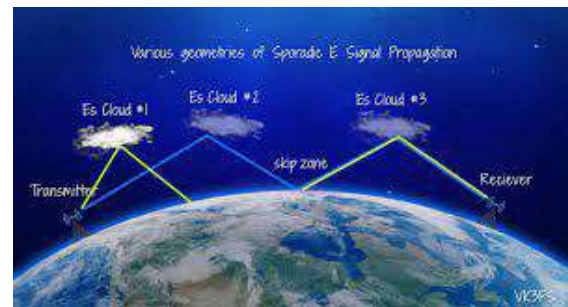 Various geometries of Sporadic E Signal Propagation
Es Cloud #1
Es Cloud #2
Es Cloud #3
skip zone
Transmitter
Reciever
VK3FS